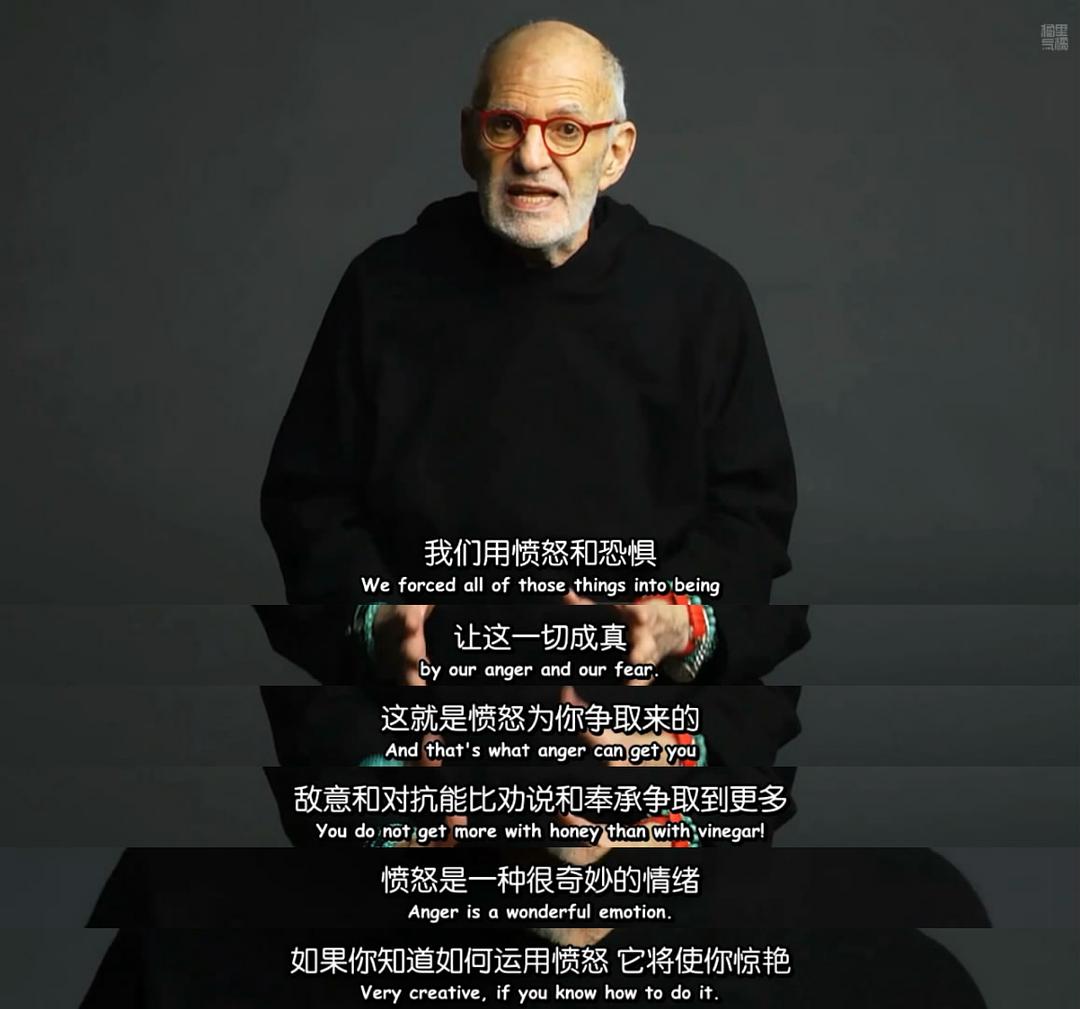 我们用愤怒和恐惧
We forced all of those things into being
让这一切成真
by our anger and our fear.
这就是愤怒为你争取来的
And that's what anger can get you
敌意和对抗能比劝说和奉承争取到更多
You do not get more with honey than with vinegar!
愤怒是一种很奇妙的情绪
Anger is a wonderful emotion.
如果你知道如何运用愤怒 它将使你惊艳
Very creative, if you know how to do it.